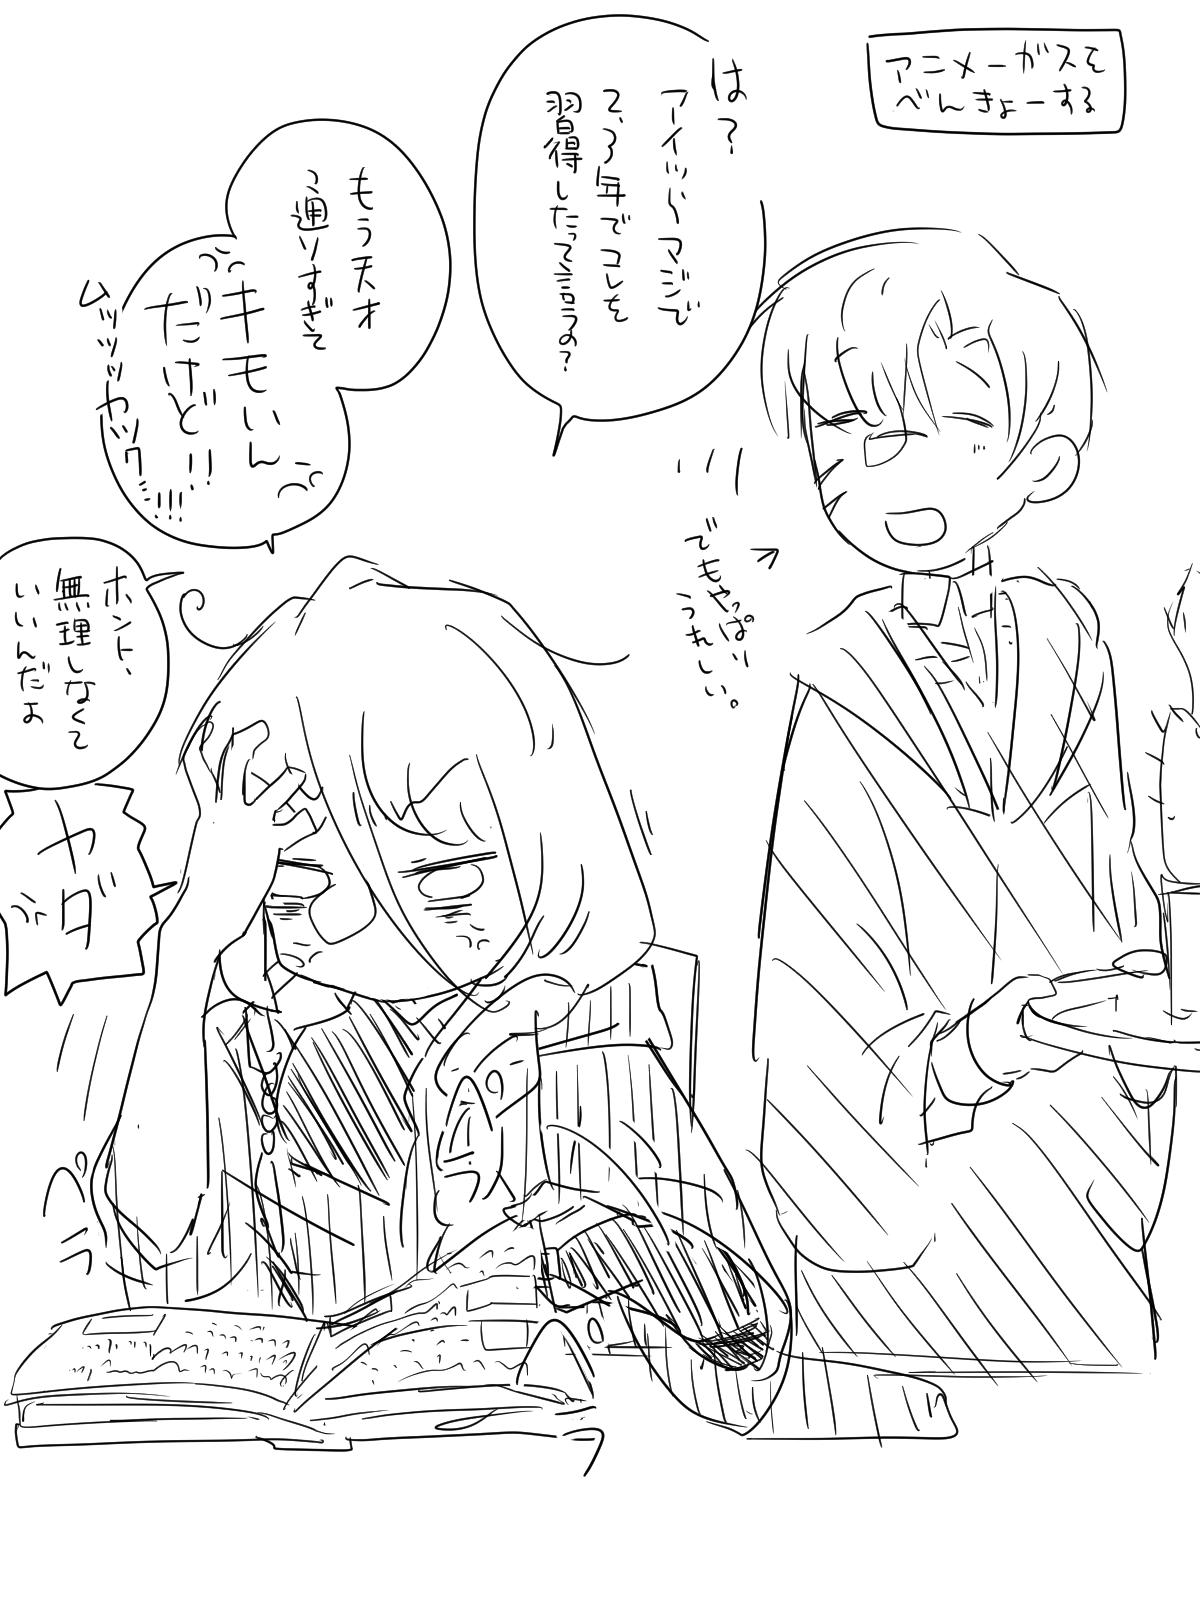 アニメーガスを
べんきょーする
は?
アイツらマジで
2、3年でコレを
習得したって言うの?
もう天才
通りすぎて
キモいん
だけど!!
ムッッッカツク~!!!
でもやっぱり
うれしい。
ホント、
無理しなくて
いいんだよ
ヤダ
パラ
パラ